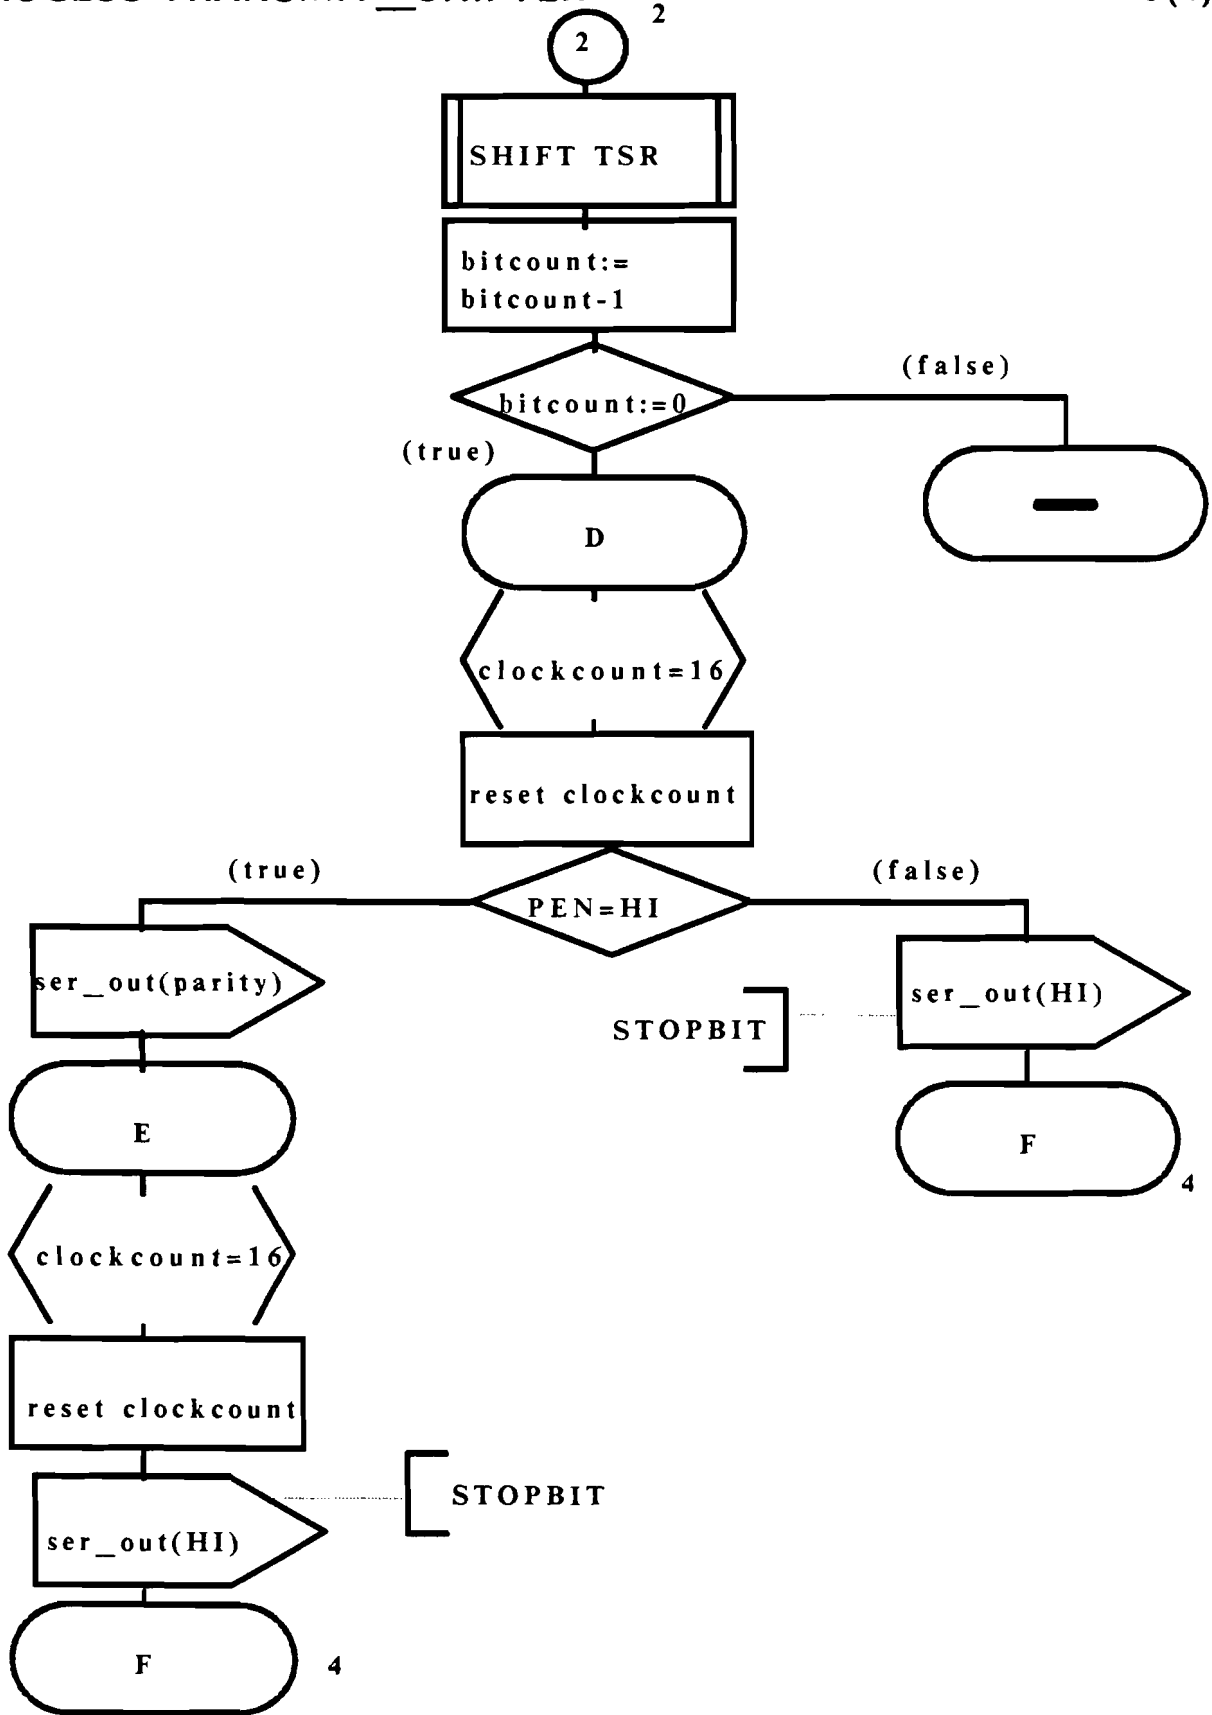 2
2
SHIFT TSR
bitcount:=
bitcount-1
(false)
bitcount:=0
(true)
D
clockcount=16
reset clockcount
(true)
(false)
PEN=HI
ser_out(parity)
ser_out(HI)
STOPBIT
E
F
4
clockcount=16
reset clockcount
STOPBIT
ser_out(HI)
F
4